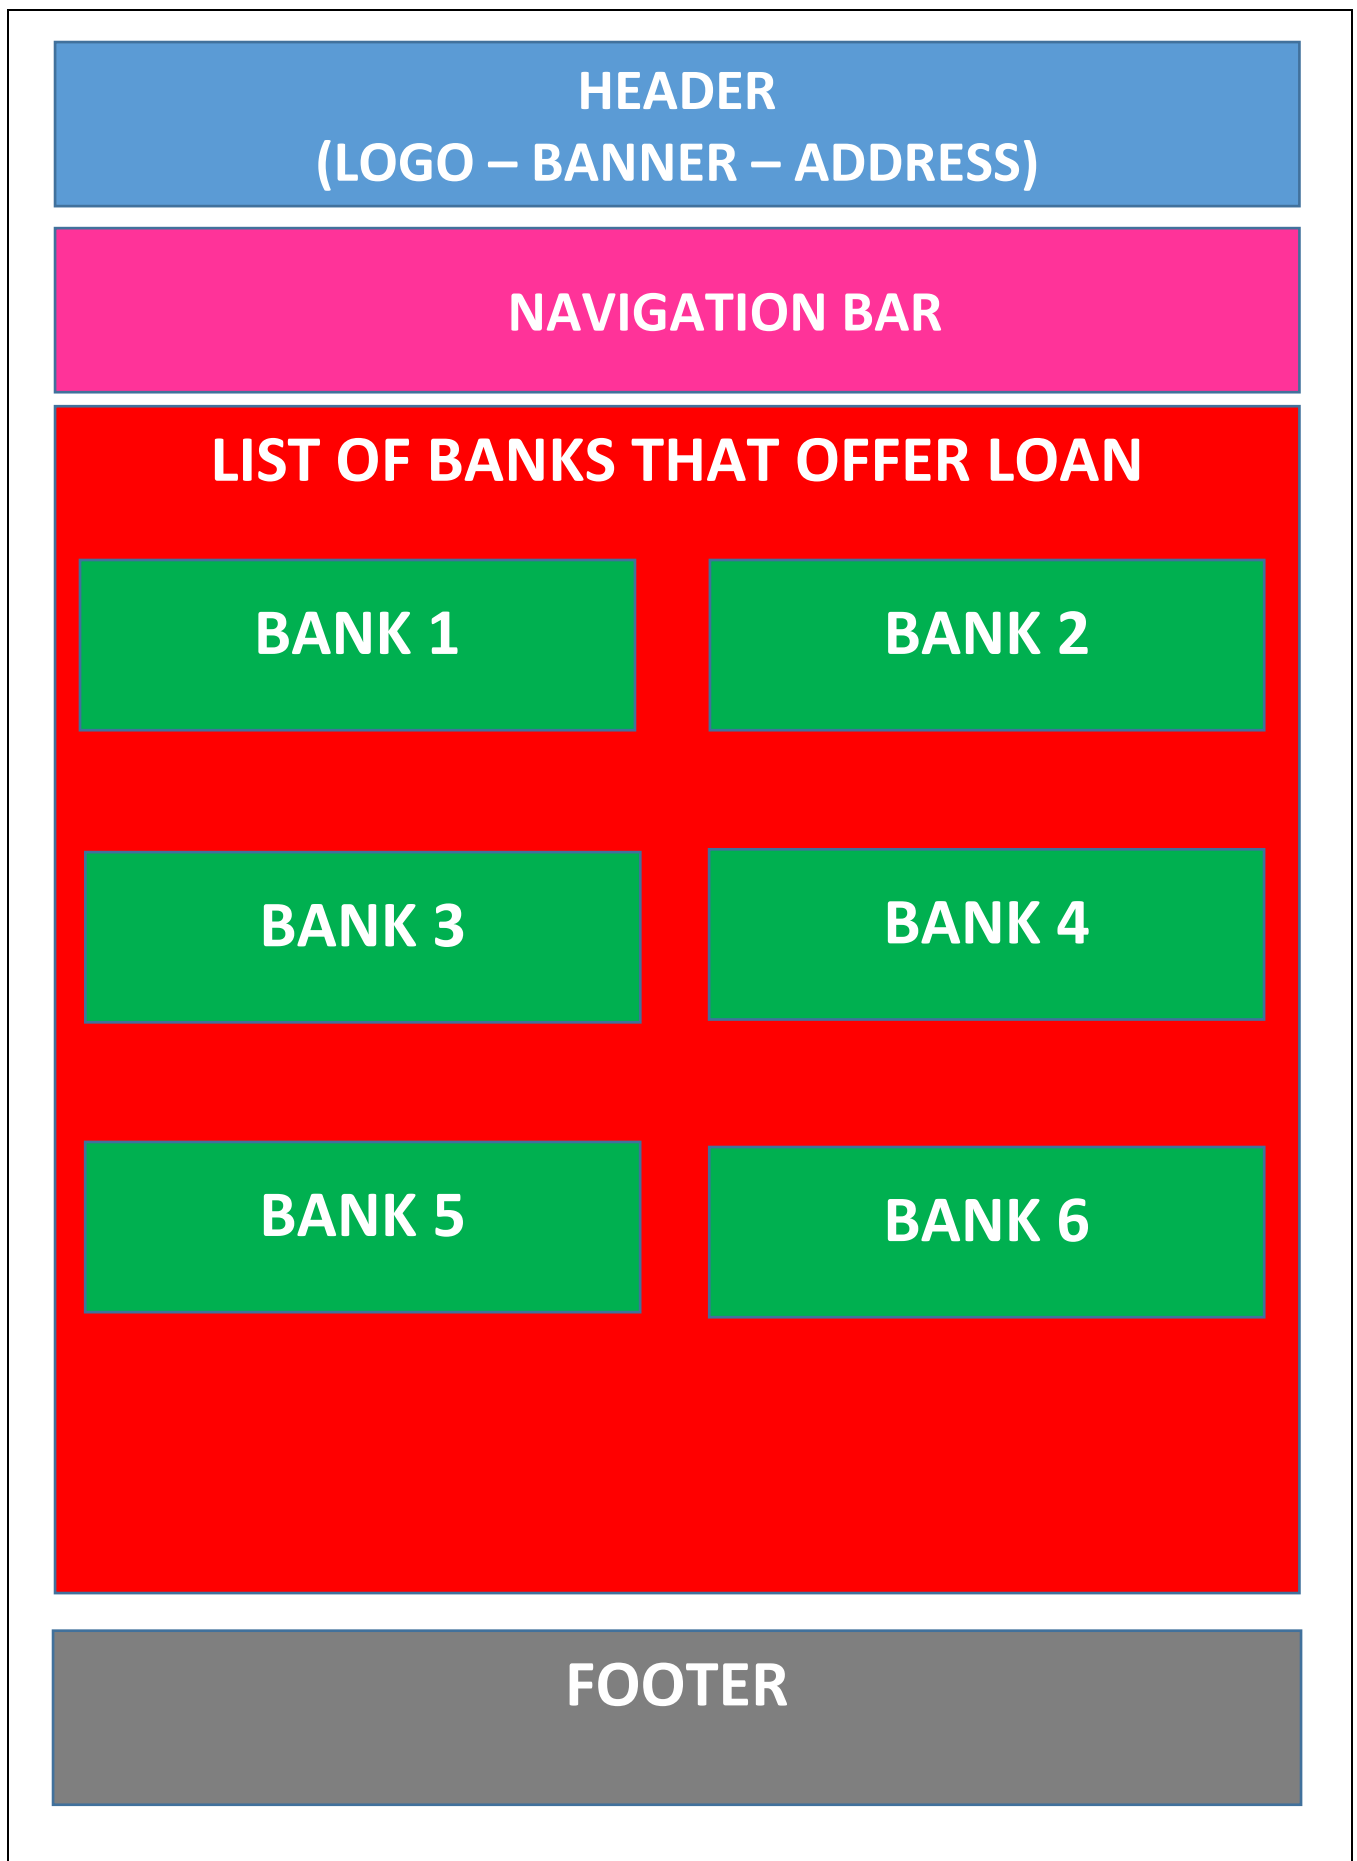 HEADER
(LOGO – BANNER – ADDRESS)
NAVIGATION BAR
LIST OF BANKS THAT OFFER LOAN
BANK 1
BANK 2
BANK 3
BANK 4
BANK 5
BANK 6
FOOTER